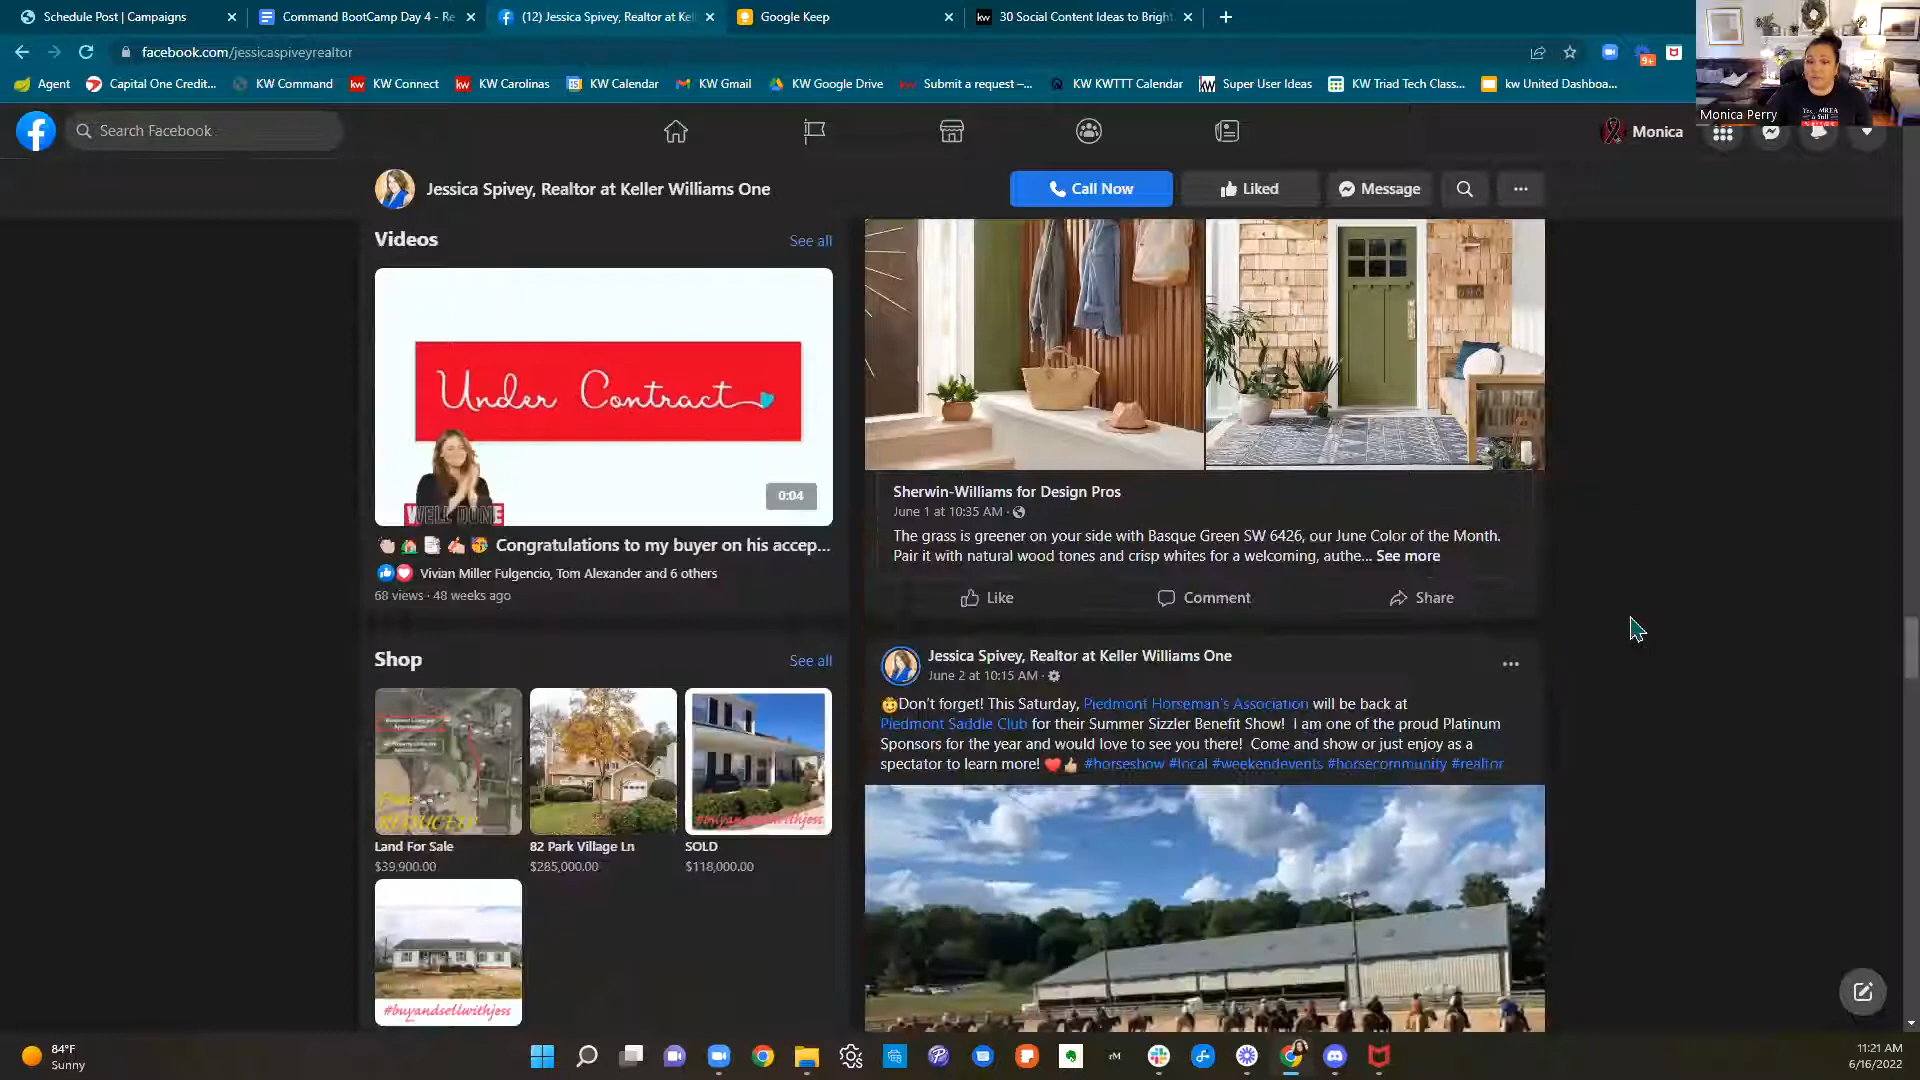 Schedule Post | Campaigns
Command BootCamp Day 4 - Re
(12) Jessica Spivey, Realtor at Kel
Google Keep
30 Social Content Ideas to Bright
facebook.com/jessicaspiveyrealtor
9+
Agent
Capital One Credit...
KW Command
KW Connect
KW Carolinas
KW Calendar
KW Gmail
KW Google Drive
Submit a request –...
KW KWTTT Calendar
Super User Ideas
KW Triad Tech Class...
kw United Dashboa...
Monica Perry
Search Facebook
Monica
Jessica Spivey, Realtor at Keller Williams One
Call Now
Liked
Message
Videos
See all
Under Contract
WELL DONE
0:04
Congratulations to my buyer on his accep...
Vivian Miller Fulgencio, Tom Alexander and 6 others
68 views · 48 weeks ago
Shop
See all
REDUCED
Land For Sale
$39,900.00
82 Park Village Ln
$285,000.00
#buyandsellwithjess
SOLD
$118,000.00
#buyandsellwithjess
Sherwin-Williams for Design Pros
June 1 at 10:35 AM ·
The grass is greener on your side with Basque Green SW 6426, our June Color of the Month.
Pair it with natural wood tones and crisp whites for a welcoming, authe... See more
Like
Comment
Share
Jessica Spivey, Realtor at Keller Williams One
June 2 at 10:15 AM ·
Don't forget! This Saturday, Piedmont Horseman's Association will be back at
Piedmont Saddle Club for their Summer Sizzler Benefit Show! I am one of the proud Platinum
Sponsors for the year and would love to see you there! Come and show or just enjoy as a
spectator to learn more! #horseshow #local #weekendevents #horsecommunity #realtor
84°F
Sunny
11:21 AM
6/16/2022